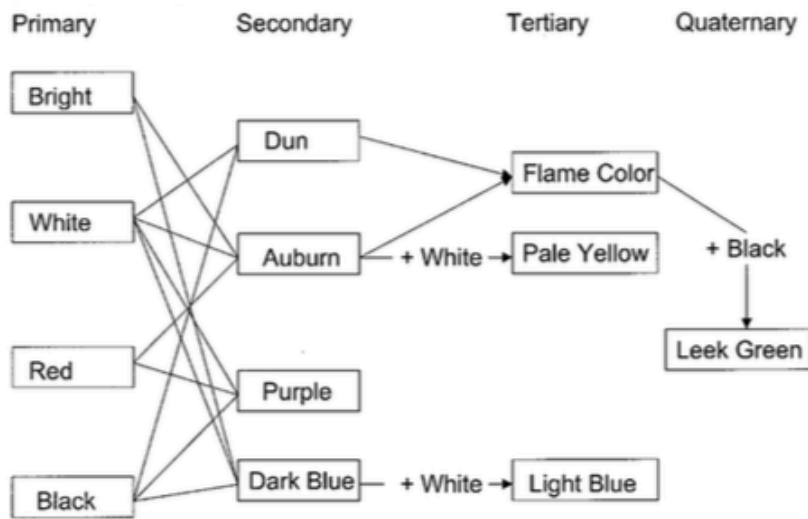 Primary Secondary Tertiary Quaternary
Bright
Dun
Flame Color
White
Auburn + White Pale Yellow + Black
Red
Leek Green
Purple
Black
Dark Blue + White Light Blue